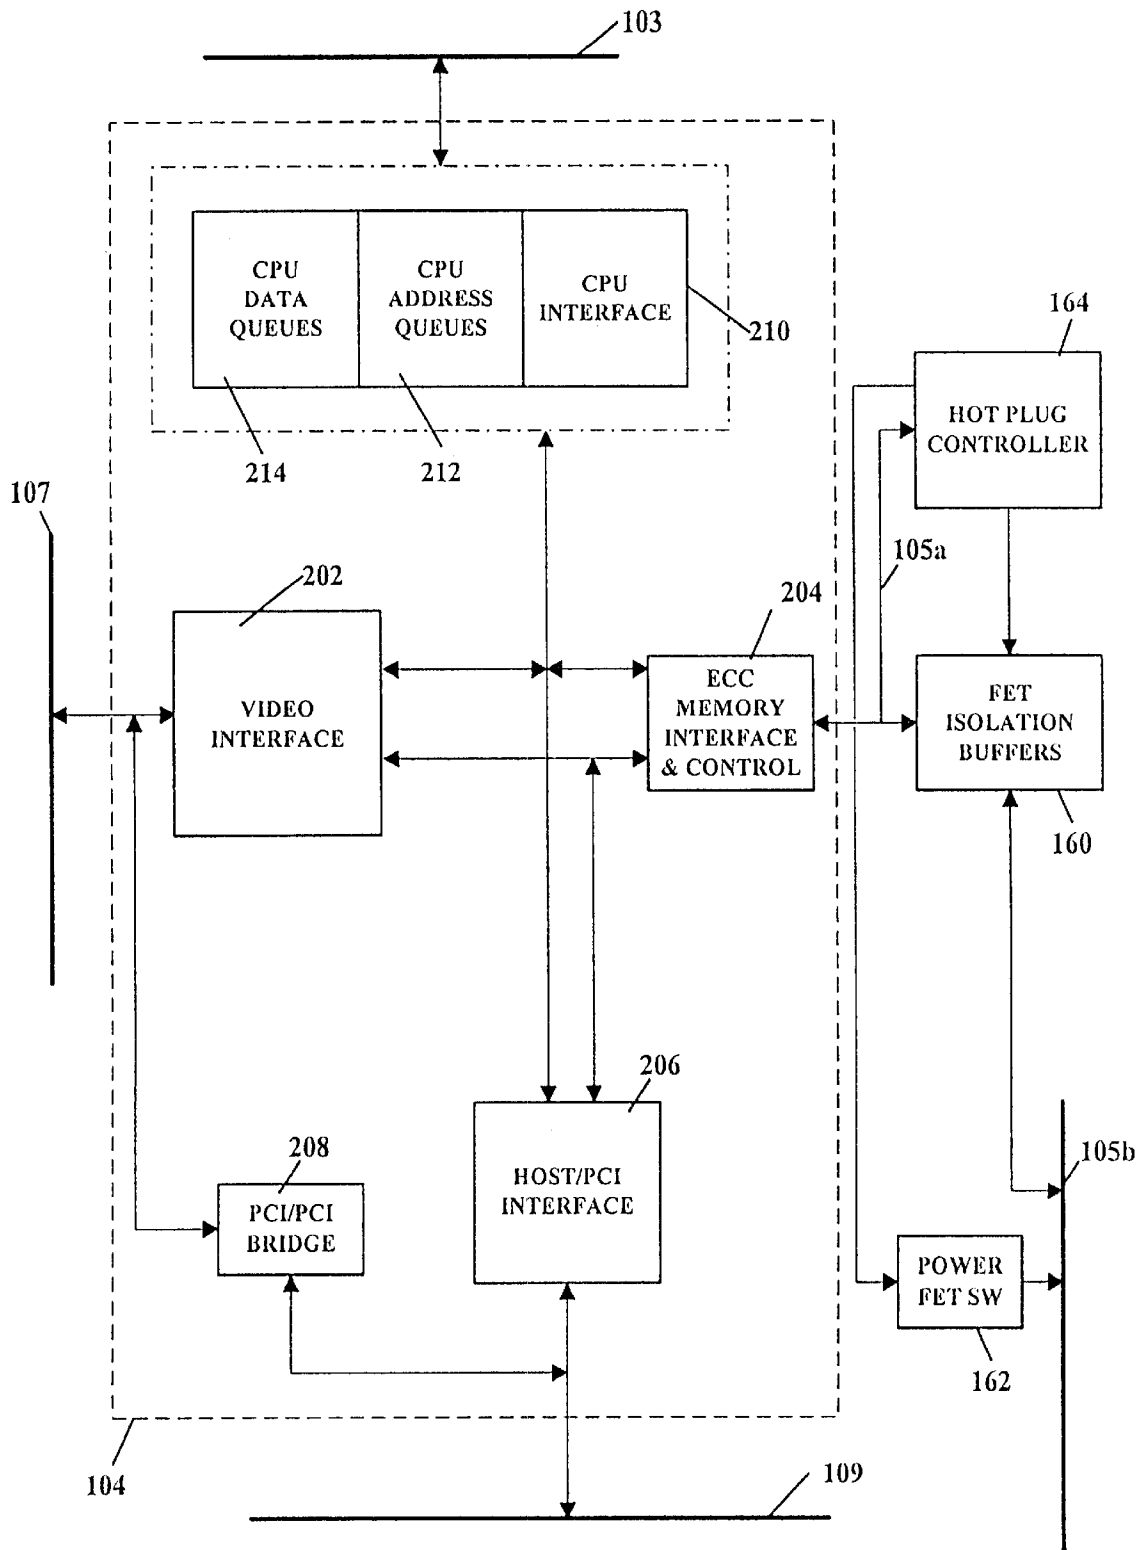 103
CPU
DATA
QUEUES
CPU
ADDRESS
QUEUES
CPU
INTERFACE
210
214
212
164
HOT PLUG
CONTROLLER
107
105a
202
VIDEO
INTERFACE
204
ECC
MEMORY
INTERFACE
& CONTROL
FET
ISOLATION
BUFFERS
160
206
HOST/PCI
INTERFACE
208
PCI/PCI
BRIDGE
105b
POWER
FET SW
162
104
109